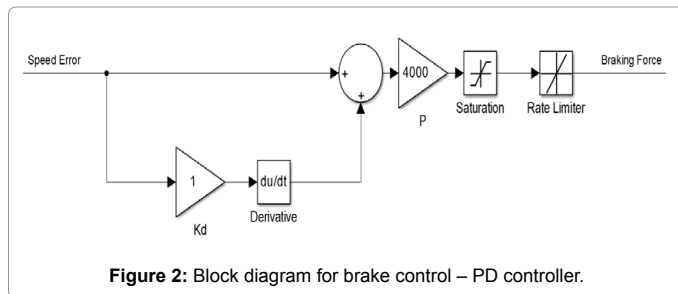 Speed Error
Braking Force
+
+
4000
P
Saturation
Rate Limiter
1
Kd
du/dt
Derivative
Figure 2: Block diagram for brake control – PD controller.